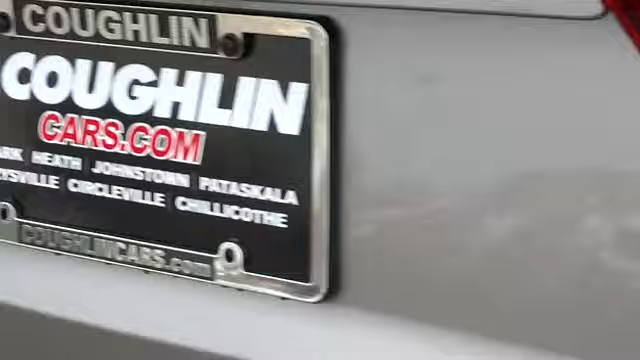 COUGHLIN
COUGHLIN
CARS.COM
HEATH JOHNSTOWN PATASKALA
CIRCLEVILLE CHILLICOTHE
COUGHLINCARS.com